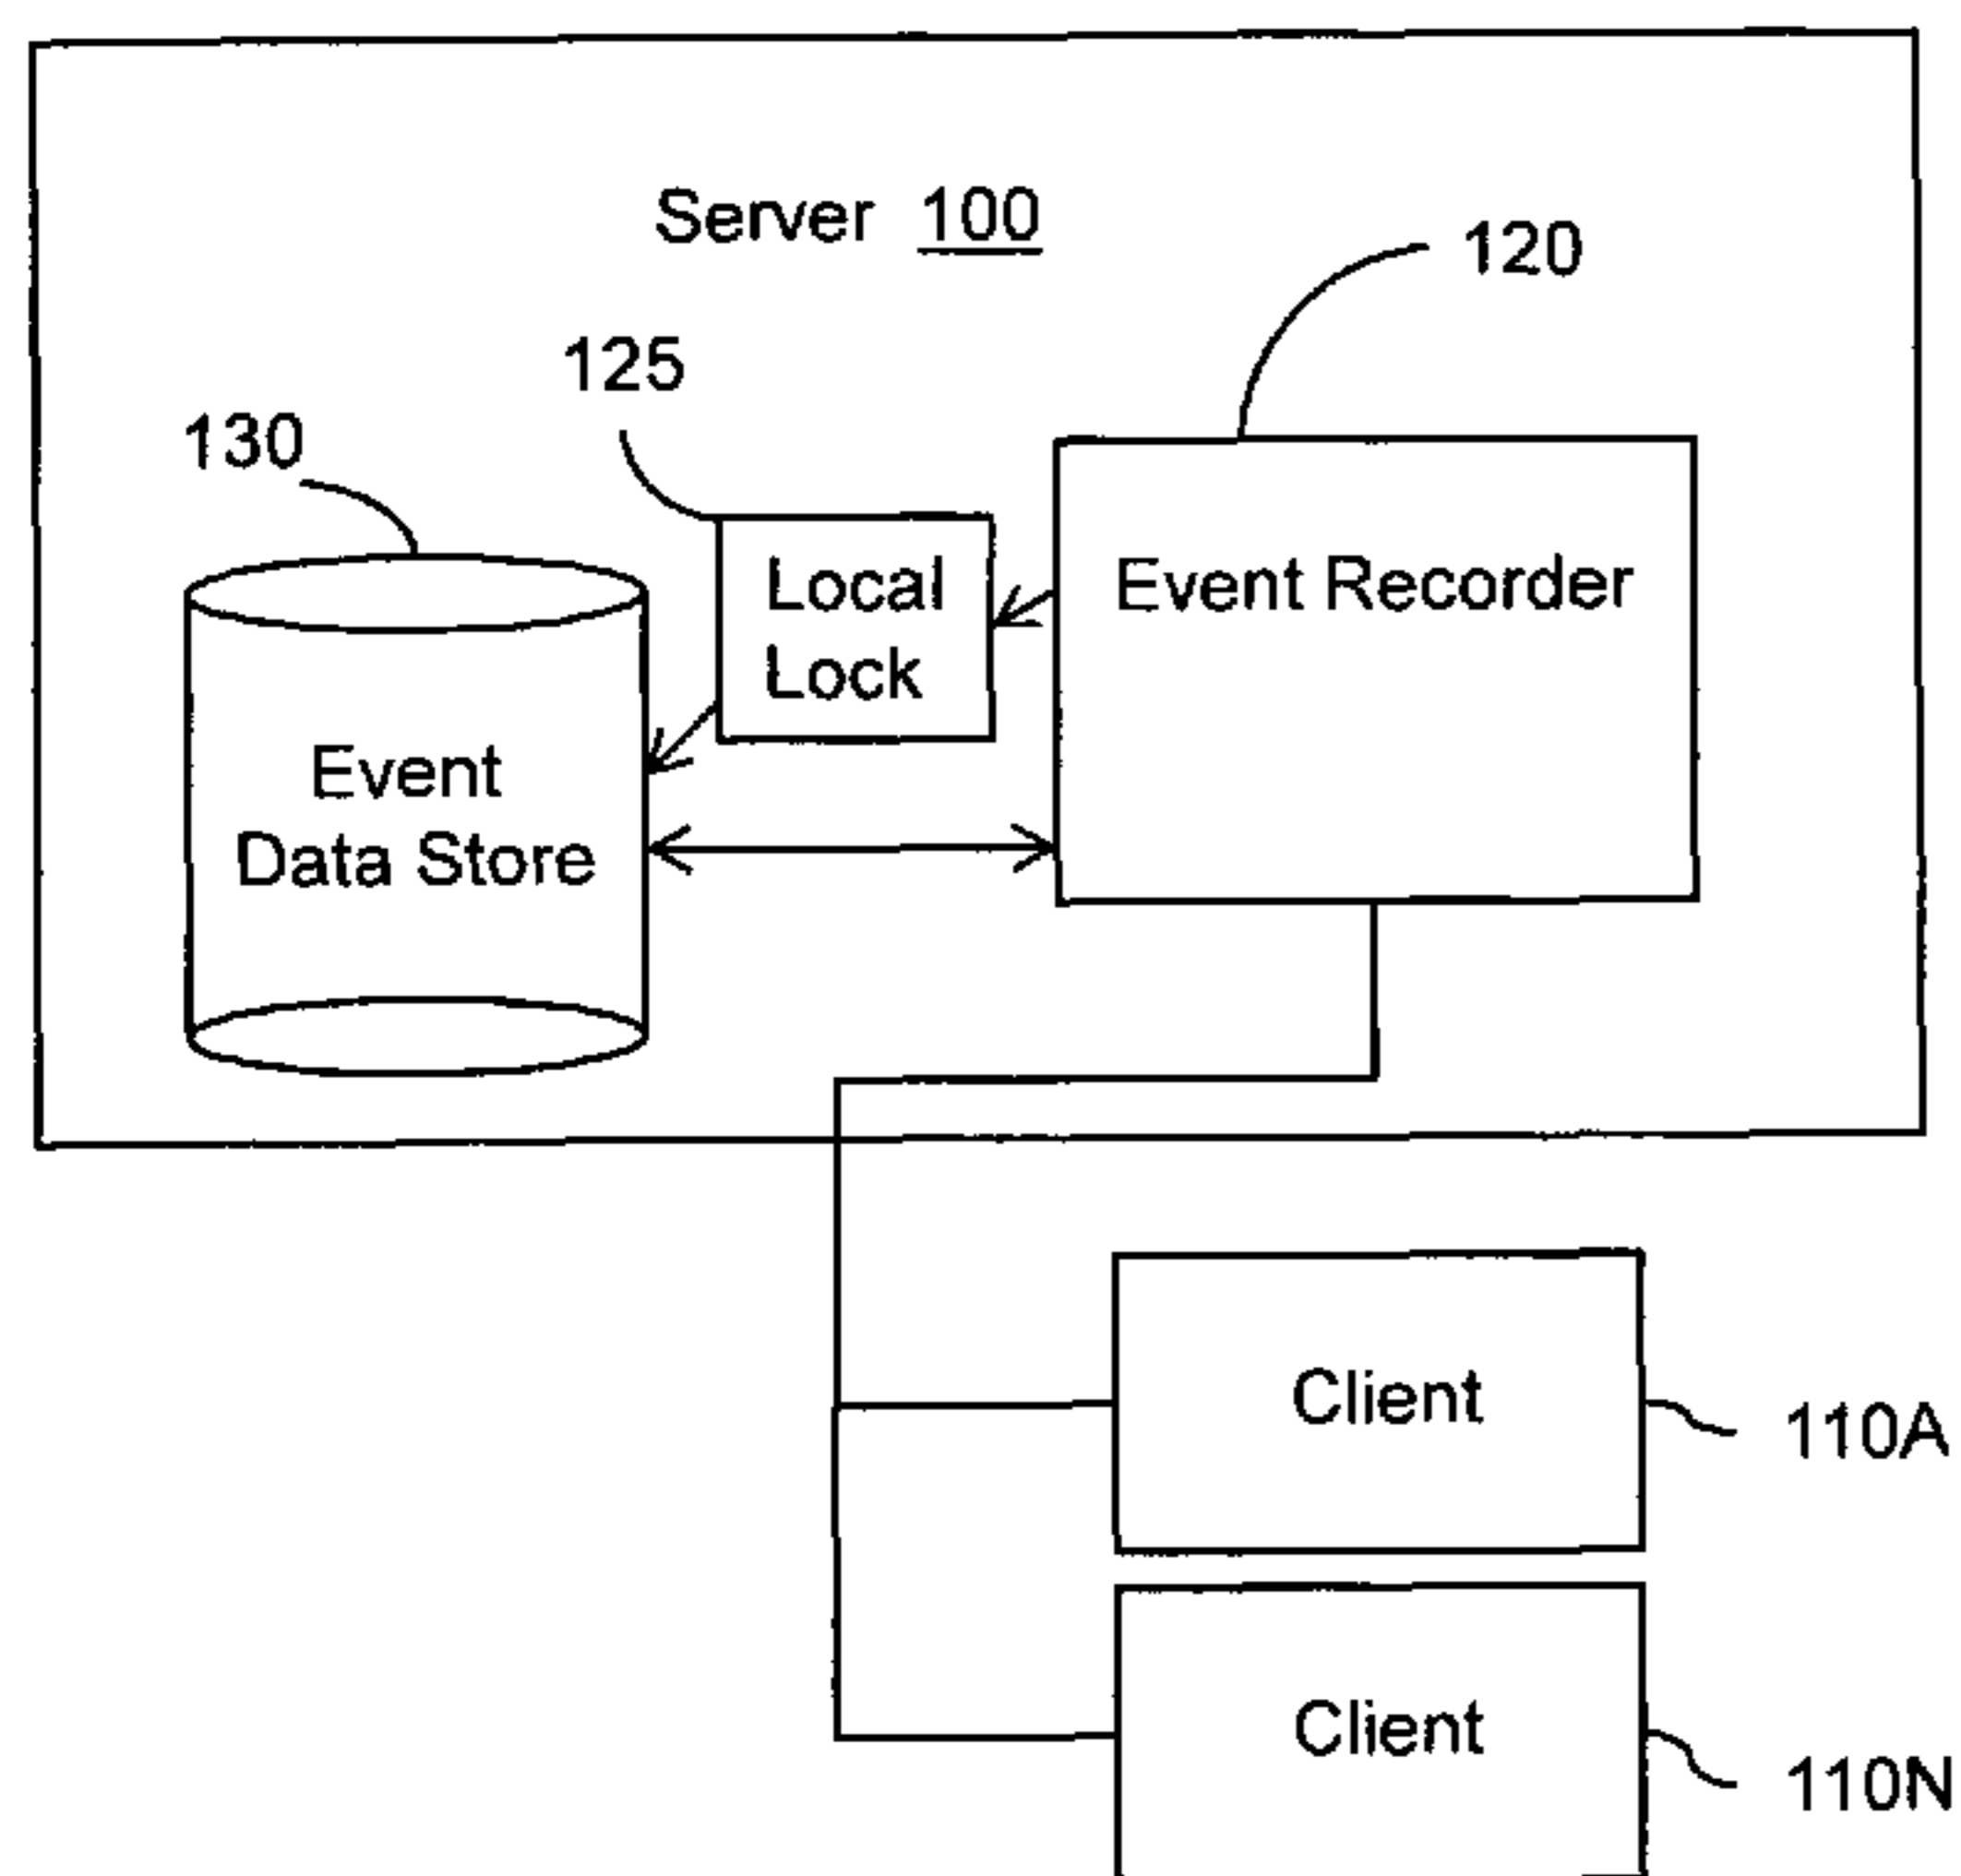 Server 100
120
125
130
Local
Lock
Event Recorder
Event
Data Store
Client
110A
Client
110N